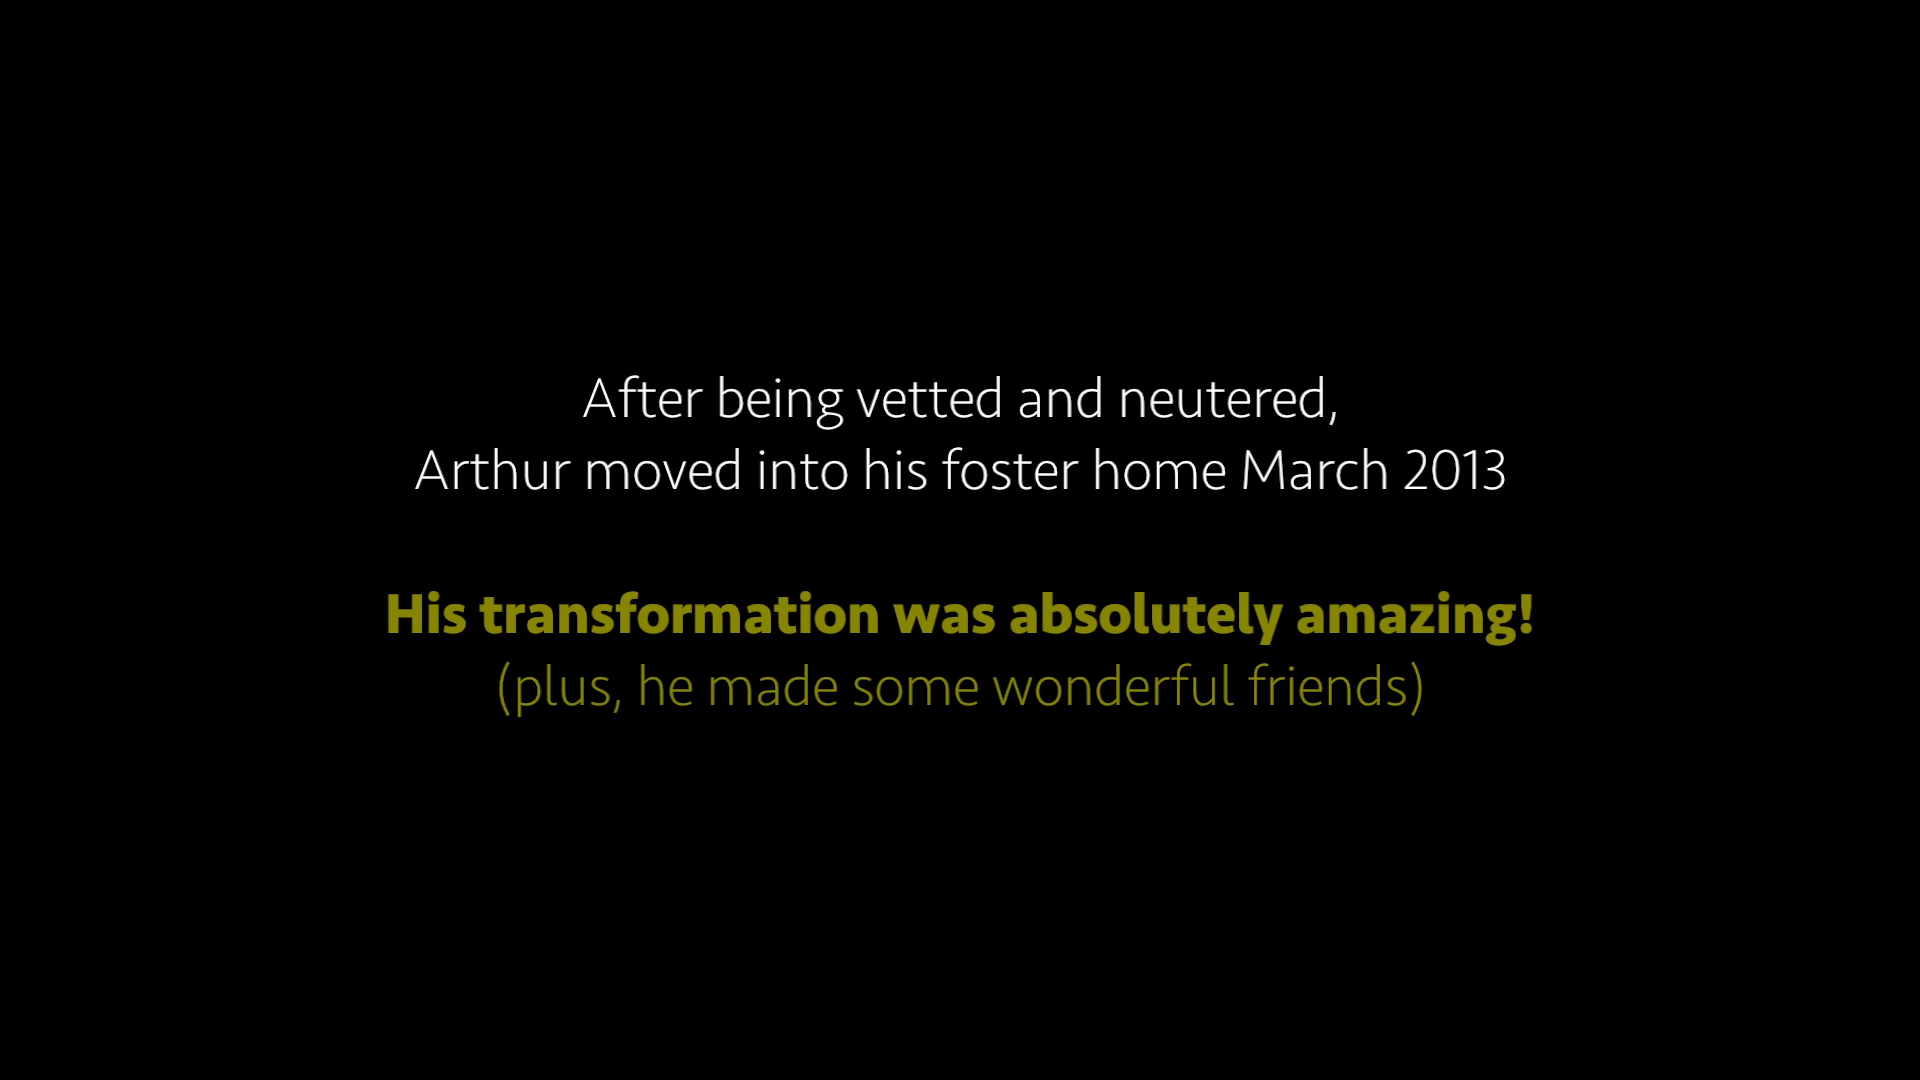 After being vetted and neutered,
Arthur moved into his foster home March 2013
His transformation was absolutely amazing!
(plus, he made some wonderful friends)